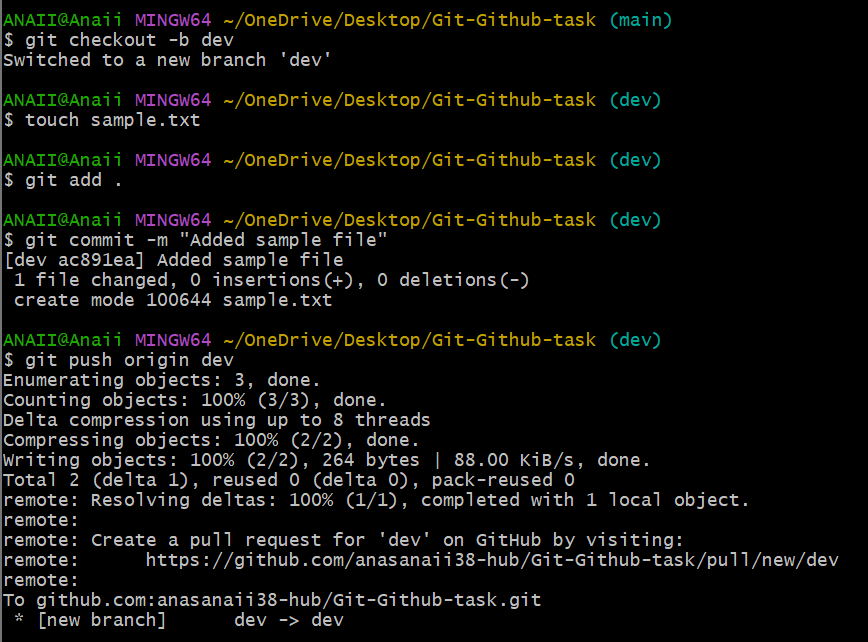 ANAII@Anaii MINGW64 ~/OneDrive/Desktop/Git-Github-task (main)
$ git checkout -b dev
Switched to a new branch 'dev'

ANAII@Anaii MINGW64 ~/OneDrive/Desktop/Git-Github-task (dev)
$ touch sample.txt

ANAII@Anaii MINGW64 ~/OneDrive/Desktop/Git-Github-task (dev)
$ git add .

ANAII@Anaii MINGW64 ~/OneDrive/Desktop/Git-Github-task (dev)
$ git commit -m "Added sample file"
[dev ac891ea] Added sample file
 1 file changed, 0 insertions(+), 0 deletions(-)
 create mode 100644 sample.txt

ANAII@Anaii MINGW64 ~/OneDrive/Desktop/Git-Github-task (dev)
$ git push origin dev
Enumerating objects: 3, done.
Counting objects: 100% (3/3), done.
Delta compression using up to 8 threads
Compressing objects: 100% (2/2), done.
Writing objects: 100% (2/2), 264 bytes | 88.00 KiB/s, done.
Total 2 (delta 1), reused 0 (delta 0), pack-reused 0
remote: Resolving deltas: 100% (1/1), completed with 1 local object.
remote:
remote: Create a pull request for 'dev' on GitHub by visiting:
remote:      https://github.com/anasanaii38-hub/Git-Github-task/pull/new/dev
remote:
To github.com:anasanaii38-hub/Git-Github-task.git
 * [new branch]      dev -> dev